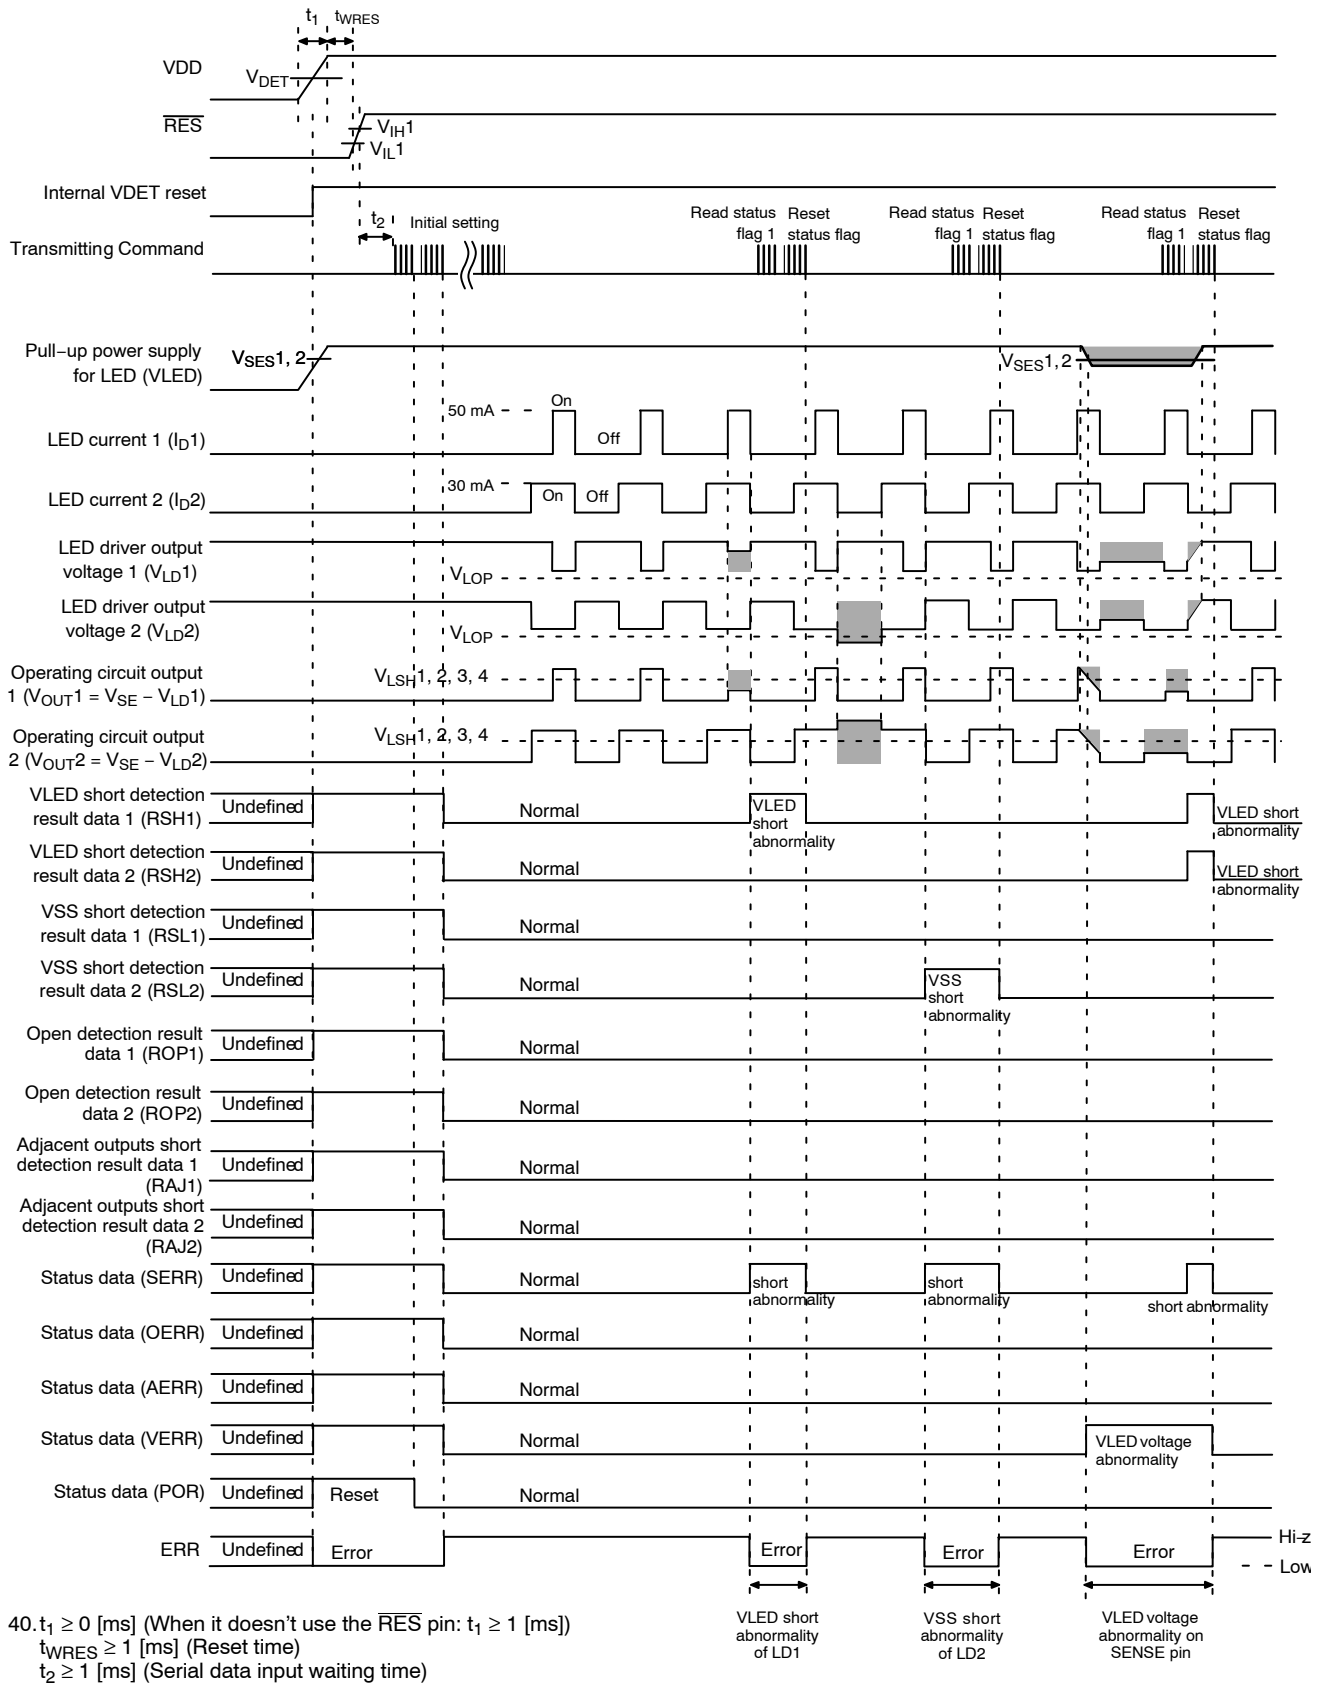 t1 tWRES
VDD
VDET
RES
VIH1
VIL1
Internal VDET reset
t2
Initial setting
Read status
flag 1
Reset
status flag
Read status
flag 1
Reset
status flag
Read status
flag 1
Reset
status flag
Transmitting Command
Pull−up power supply
for LED (VLED)
VSES1, 2
VSES1, 2
50 mA
On
Off
LED current 1 (ID1)
30 mA
On
Off
LED current 2 (ID2)
LED driver output
voltage 1 (VLD1)
VLOP
LED driver output
voltage 2 (VLD2)
VLOP
Operating circuit output
1 (VOUT1 = VSE − VLD1)
VLSH1, 2, 3, 4
Operating circuit output
2 (VOUT2 = VSE − VLD2)
VLSH1, 2, 3, 4
VLED short detection
result data 1 (RSH1)
Undefined
Normal
VLED
short
abnormality
VLED short
abnormality
VLED short detection
result data 2 (RSH2)
Undefined
Normal
VLED short
abnormality
VSS short detection
result data 1 (RSL1)
Undefined
Normal
VSS short detection
result data 2 (RSL2)
Undefined
Normal
VSS
short
abnormality
Open detection result
data 1 (ROP1)
Undefined
Normal
Open detection result
data 2 (ROP2)
Undefined
Normal
Adjacent outputs short
detection result data 1
(RAJ1)
Undefined
Normal
Adjacent outputs short
detection result data 2
(RAJ2)
Undefined
Normal
Status data (SERR)
Undefined
Normal
short
abnormality
short
abnormality
short abnormality
Status data (OERR)
Undefined
Normal
Status data (AERR)
Undefined
Normal
Status data (VERR)
Undefined
Normal
VLED voltage
abnormality
Status data (POR)
Undefined
Reset
Normal
ERR
Undefined
Error
Error
Error
Error
Hi−z
Low
VLED short
abnormality
of LD1
VSS short
abnormality
of LD2
VLED voltage
abnormality on
SENSE pin
40. t1 ≥ 0 [ms] (When it doesn't use the RES pin: t1 ≥ 1 [ms])
tWRES ≥ 1 [ms] (Reset time)
t2 ≥ 1 [ms] (Serial data input waiting time)